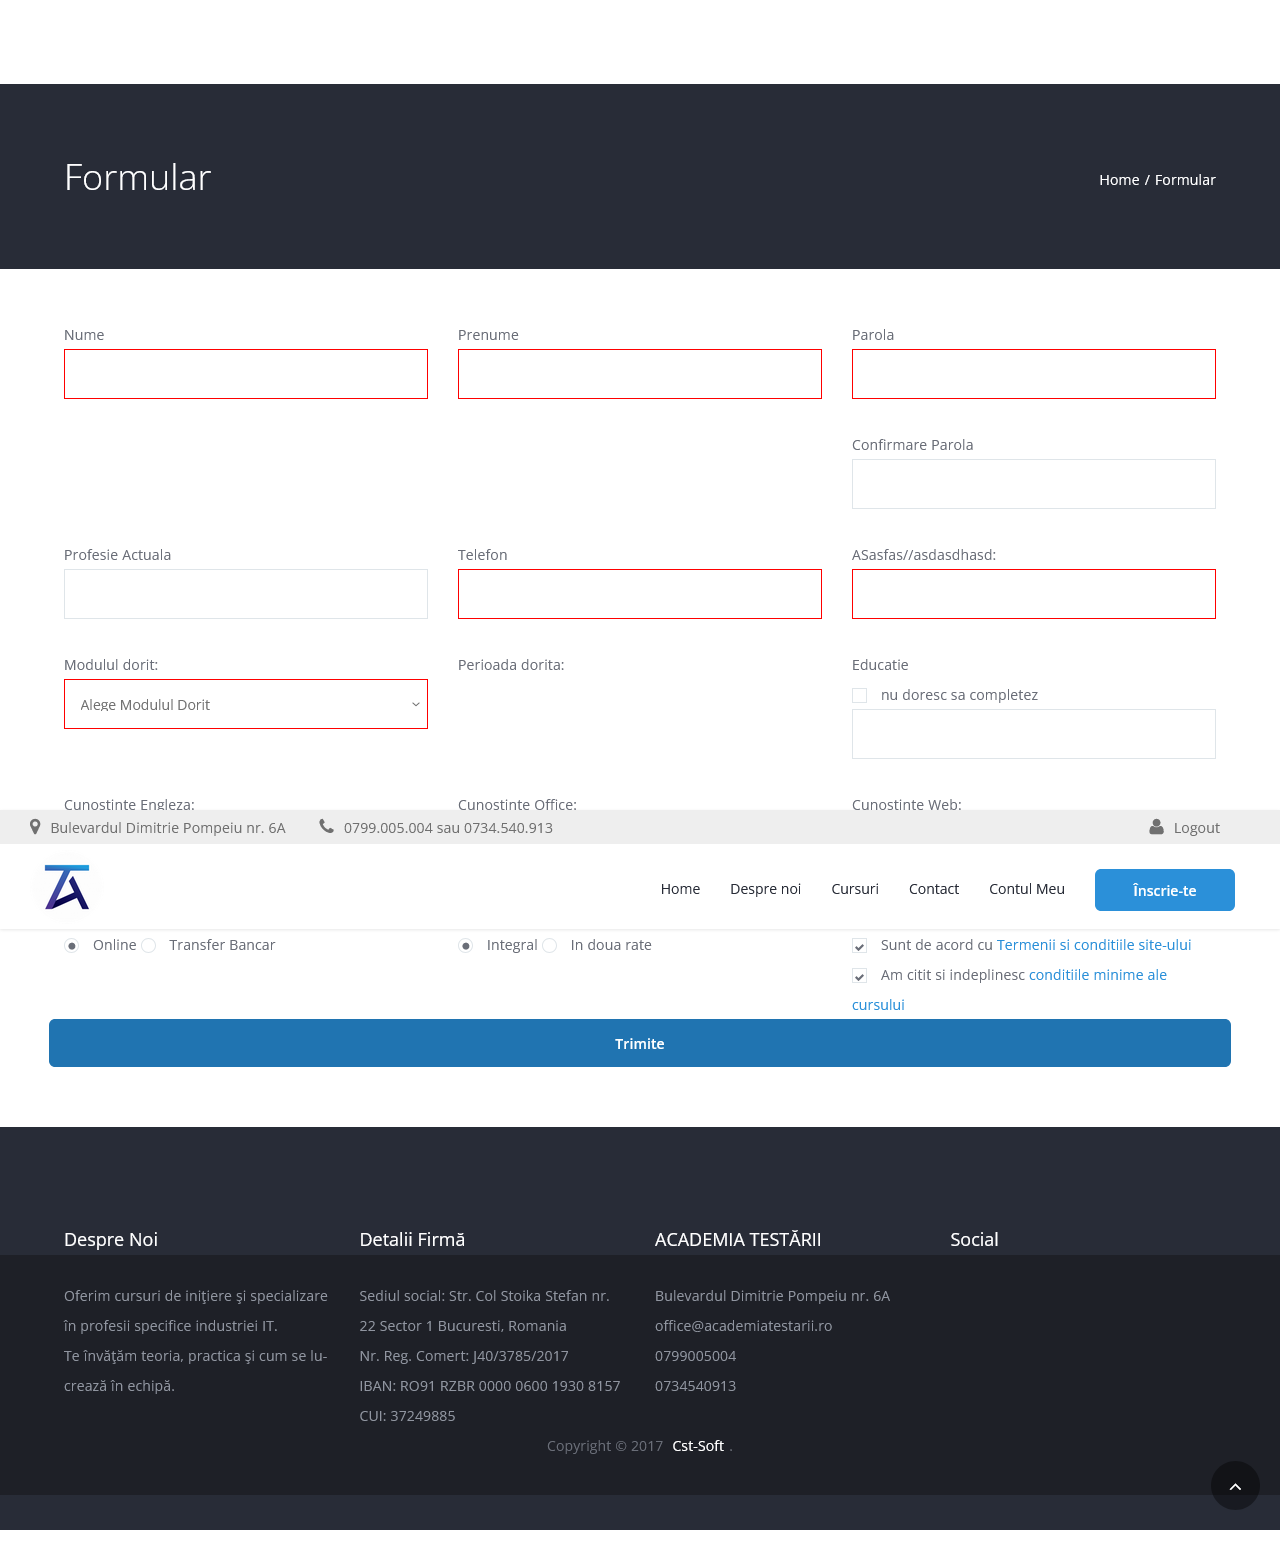 Formular
Home / Formular
Nume
Prenume
Parola
Confirmare Parola
Profesie Actuala
Telefon
ASasfas//asdasdhasd:
Modulul dorit:
Perioada dorita:
Educatie
Alege Modulul Dorit
nu doresc sa completez
Cunostinte Engleza:
Cunostinte Office:
Cunostinte Web:
Bulevardul Dimitrie Pompeiu nr. 6A
0799.005.004 sau 0734.540.913
Logout
TA
Home
Despre noi
Cursuri
Contact
Contul Meu
Înscrie-te
Online
Transfer Bancar
Integral
In doua rate
Sunt de acord cu Termenii si conditiile site-ului
Am citit si indeplinesc conditiile minime ale
cursului
Trimite
Despre Noi
Oferim cursuri de inițiere și specializare
în profesii specifice industriei IT.
Te învățăm teoria, practica și cum se lu-
crează în echipă.
Detalii Firmă
Sediul social: Str. Col Stoika Stefan nr.
22 Sector 1 Bucuresti, Romania
Nr. Reg. Comert: J40/3785/2017
IBAN: RO91 RZBR 0000 0600 1930 8157
CUI: 37249885
ACADEMIA TESTĂRII
Bulevardul Dimitrie Pompeiu nr. 6A
office@academiatestarii.ro
0799005004
0734540913
Social
Copyright © 2017 Cst-Soft .